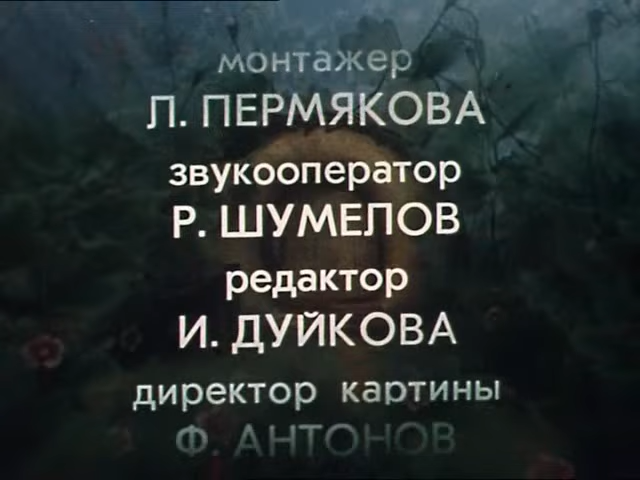 монтажер
Л. ПЕРМЯКОВА
звукооператор
Р. ШУМЕЛОВ
редактор
И. ДУЙКОВА
директор картины
Ф. АНТОНОВ